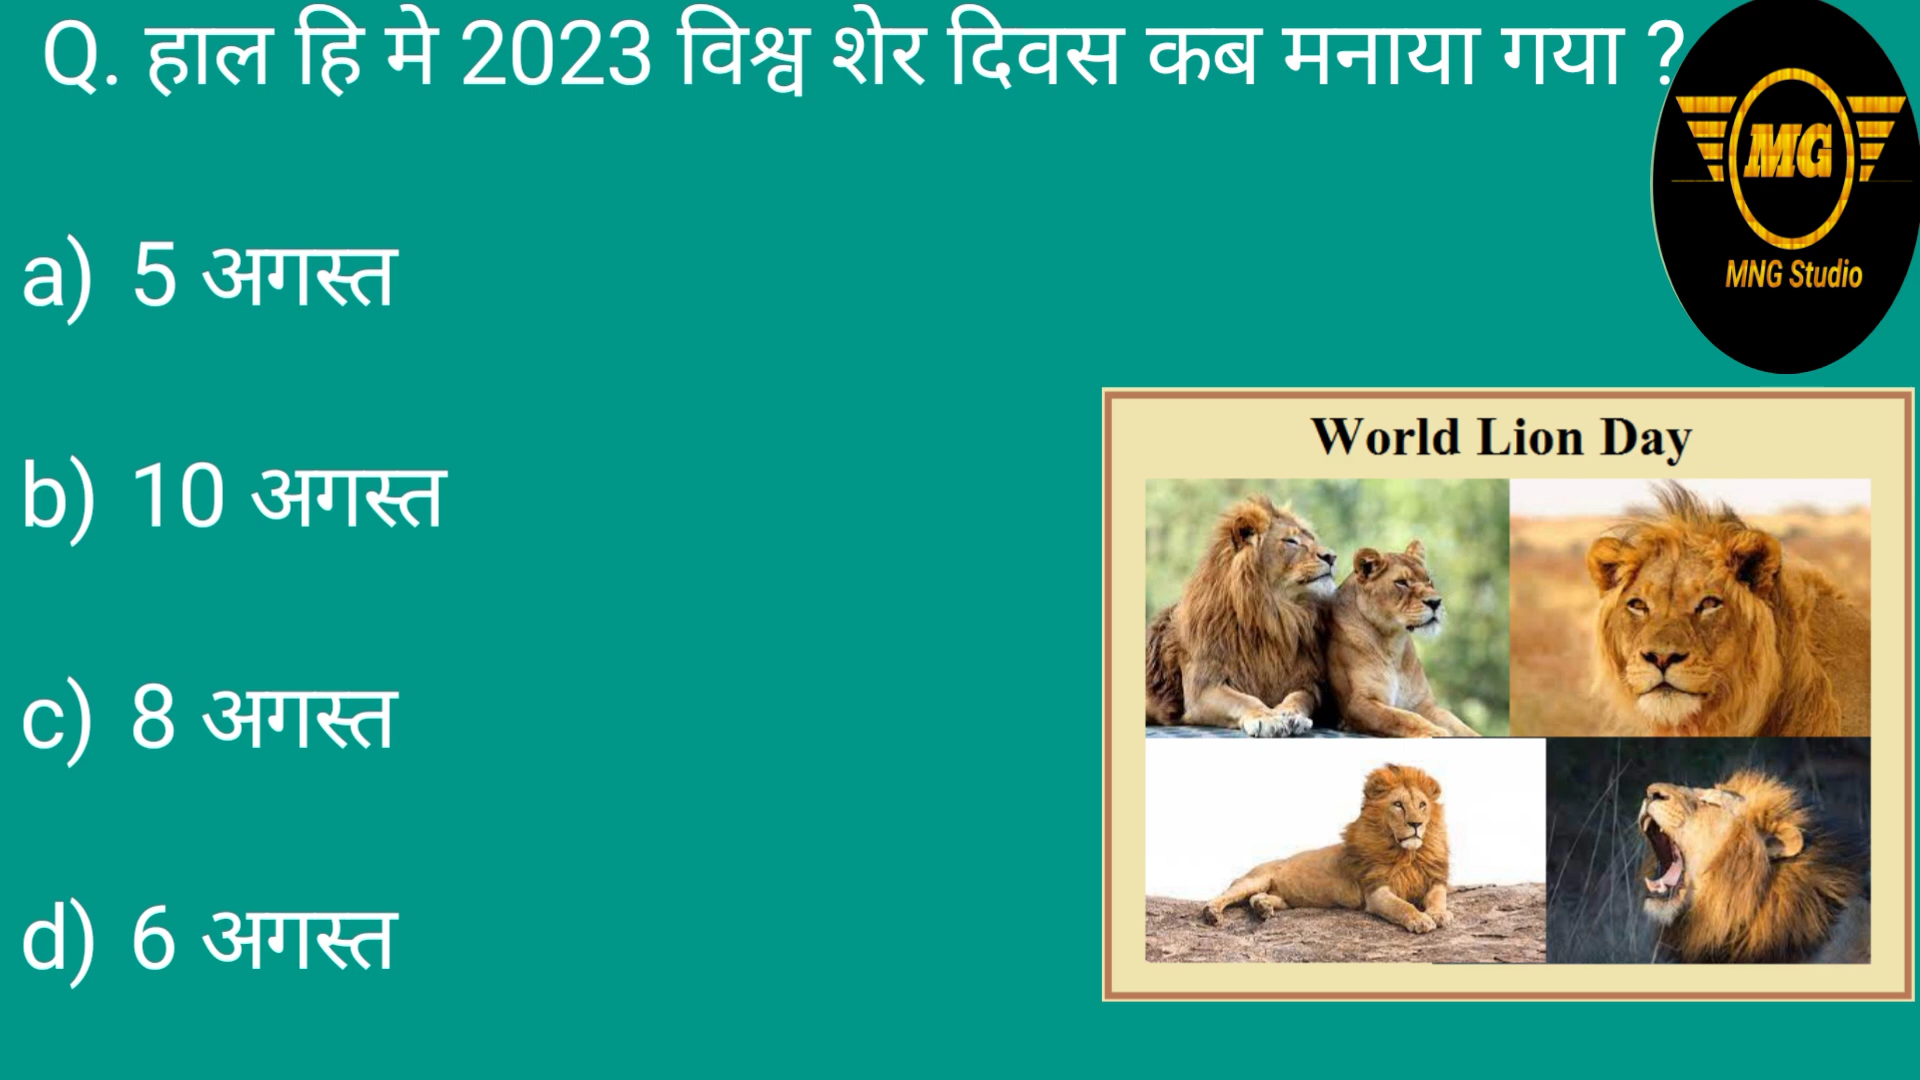 Q. हाल हि मे 2023 विश्व शेर दिवस कब मनाया गया ?
MG
MNG Studio
a) 5 अगस्त
b) 10 अगस्त
c) 8 अगस्त
d) 6 अगस्त
World Lion Day